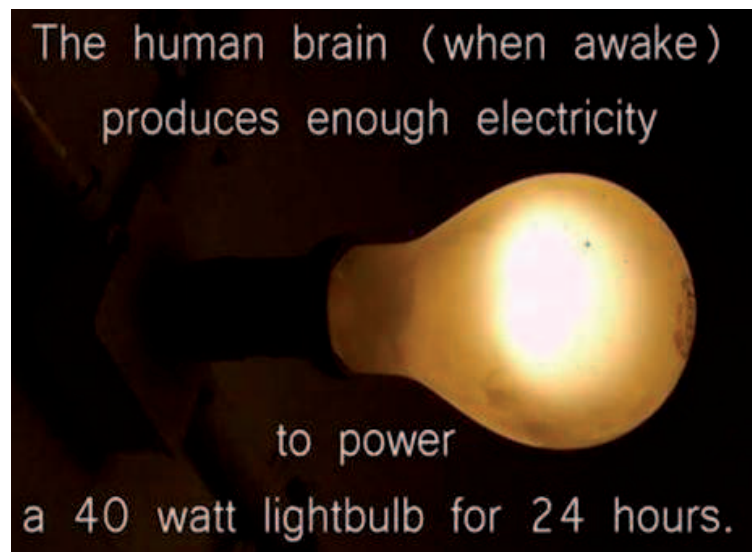 The human brain (when awake)
produces enough electricity
to power
a 40 watt lightbulb for 24 hours.